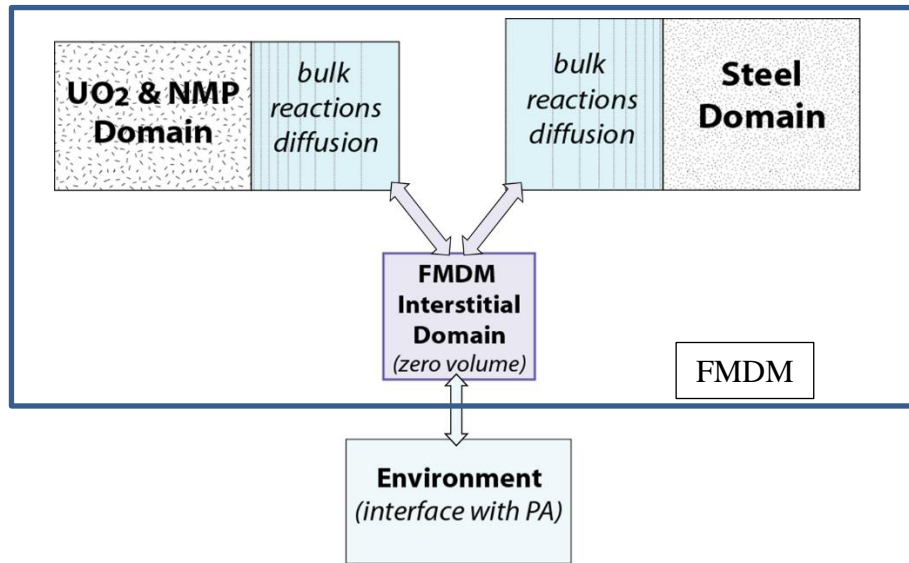 UO2 & NMP
Domain
bulk
reactions
diffusion
bulk
reactions
diffusion
Steel
Domain
FMDM
Interstitial
Domain
(zero volume)
FMDM
Environment
(interface with PA)